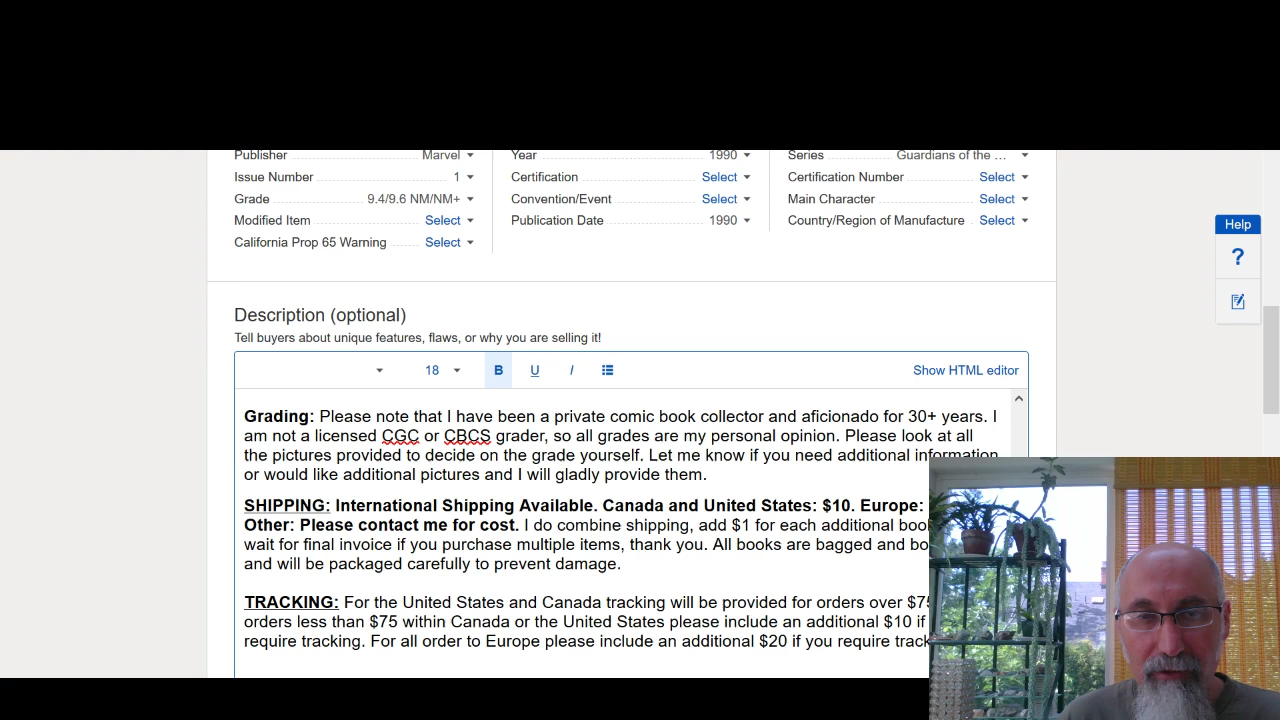 Publisher Marvel Year 1990 Series Guardians of the ...
Issue Number 1 Certification Select Certification Number Select
Grade 9.4/9.6 NM/NM+ Convention/Event Select Main Character Select
Modified Item Select Publication Date 1990 Country/Region of Manufacture Select
Help
California Prop 65 Warning Select
?
Description (optional)
Tell buyers about unique features, flaws, or why you are selling it!
18 B U I Show HTML editor
Grading: Please note that I have been a private comic book collector and aficionado for 30+ years. I
am not a licensed CGC or CBCS grader, so all grades are my personal opinion. Please look at all
the pictures provided to decide on the grade yourself. Let me know if you need additional information
or would like additional pictures and I will gladly provide them.
SHIPPING: International Shipping Available. Canada and United States: $10. Europe:
Other: Please contact me for cost. I do combine shipping, add $1 for each additional boo
wait for final invoice if you purchase multiple items, thank you. All books are bagged and bo
and will be packaged carefully to prevent damage.
TRACKING: For the United States and Canada tracking will be provided for orders over $75
orders less than $75 within Canada or the United States please include an additional $10 if
require tracking. For all order to Europe please include an additional $20 if you require track